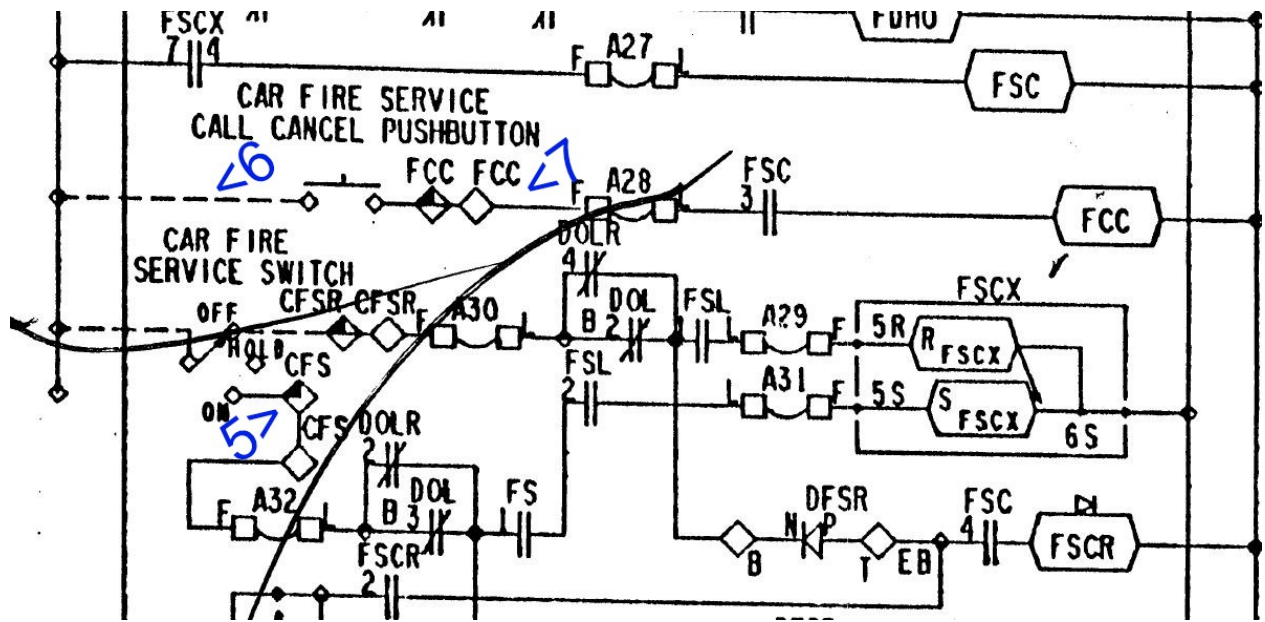 FDHO
FSCX
7 4
F A27 L
FSC
CAR FIRE SERVICE
CALL CANCEL PUSHBUTTON
<6
FCC FCC <7
F A28 L
FSC
3
FCC
CAR FIRE
SERVICE SWITCH
DOLR
4
OFF
CFSR CFSR
F A30 L
B 2 DOL
FSL
1
L A29 F
FSCX
5R
R FSCX
HOLD
CFS
FSL
2
L A31 F
5S
S FSCX
ON
5>
CFS
DOLR
2
6S
F A32 L
B 3 DOL
FS
1
DFSR
B N P T EB
FSC
4
FSCR
FSCR
2